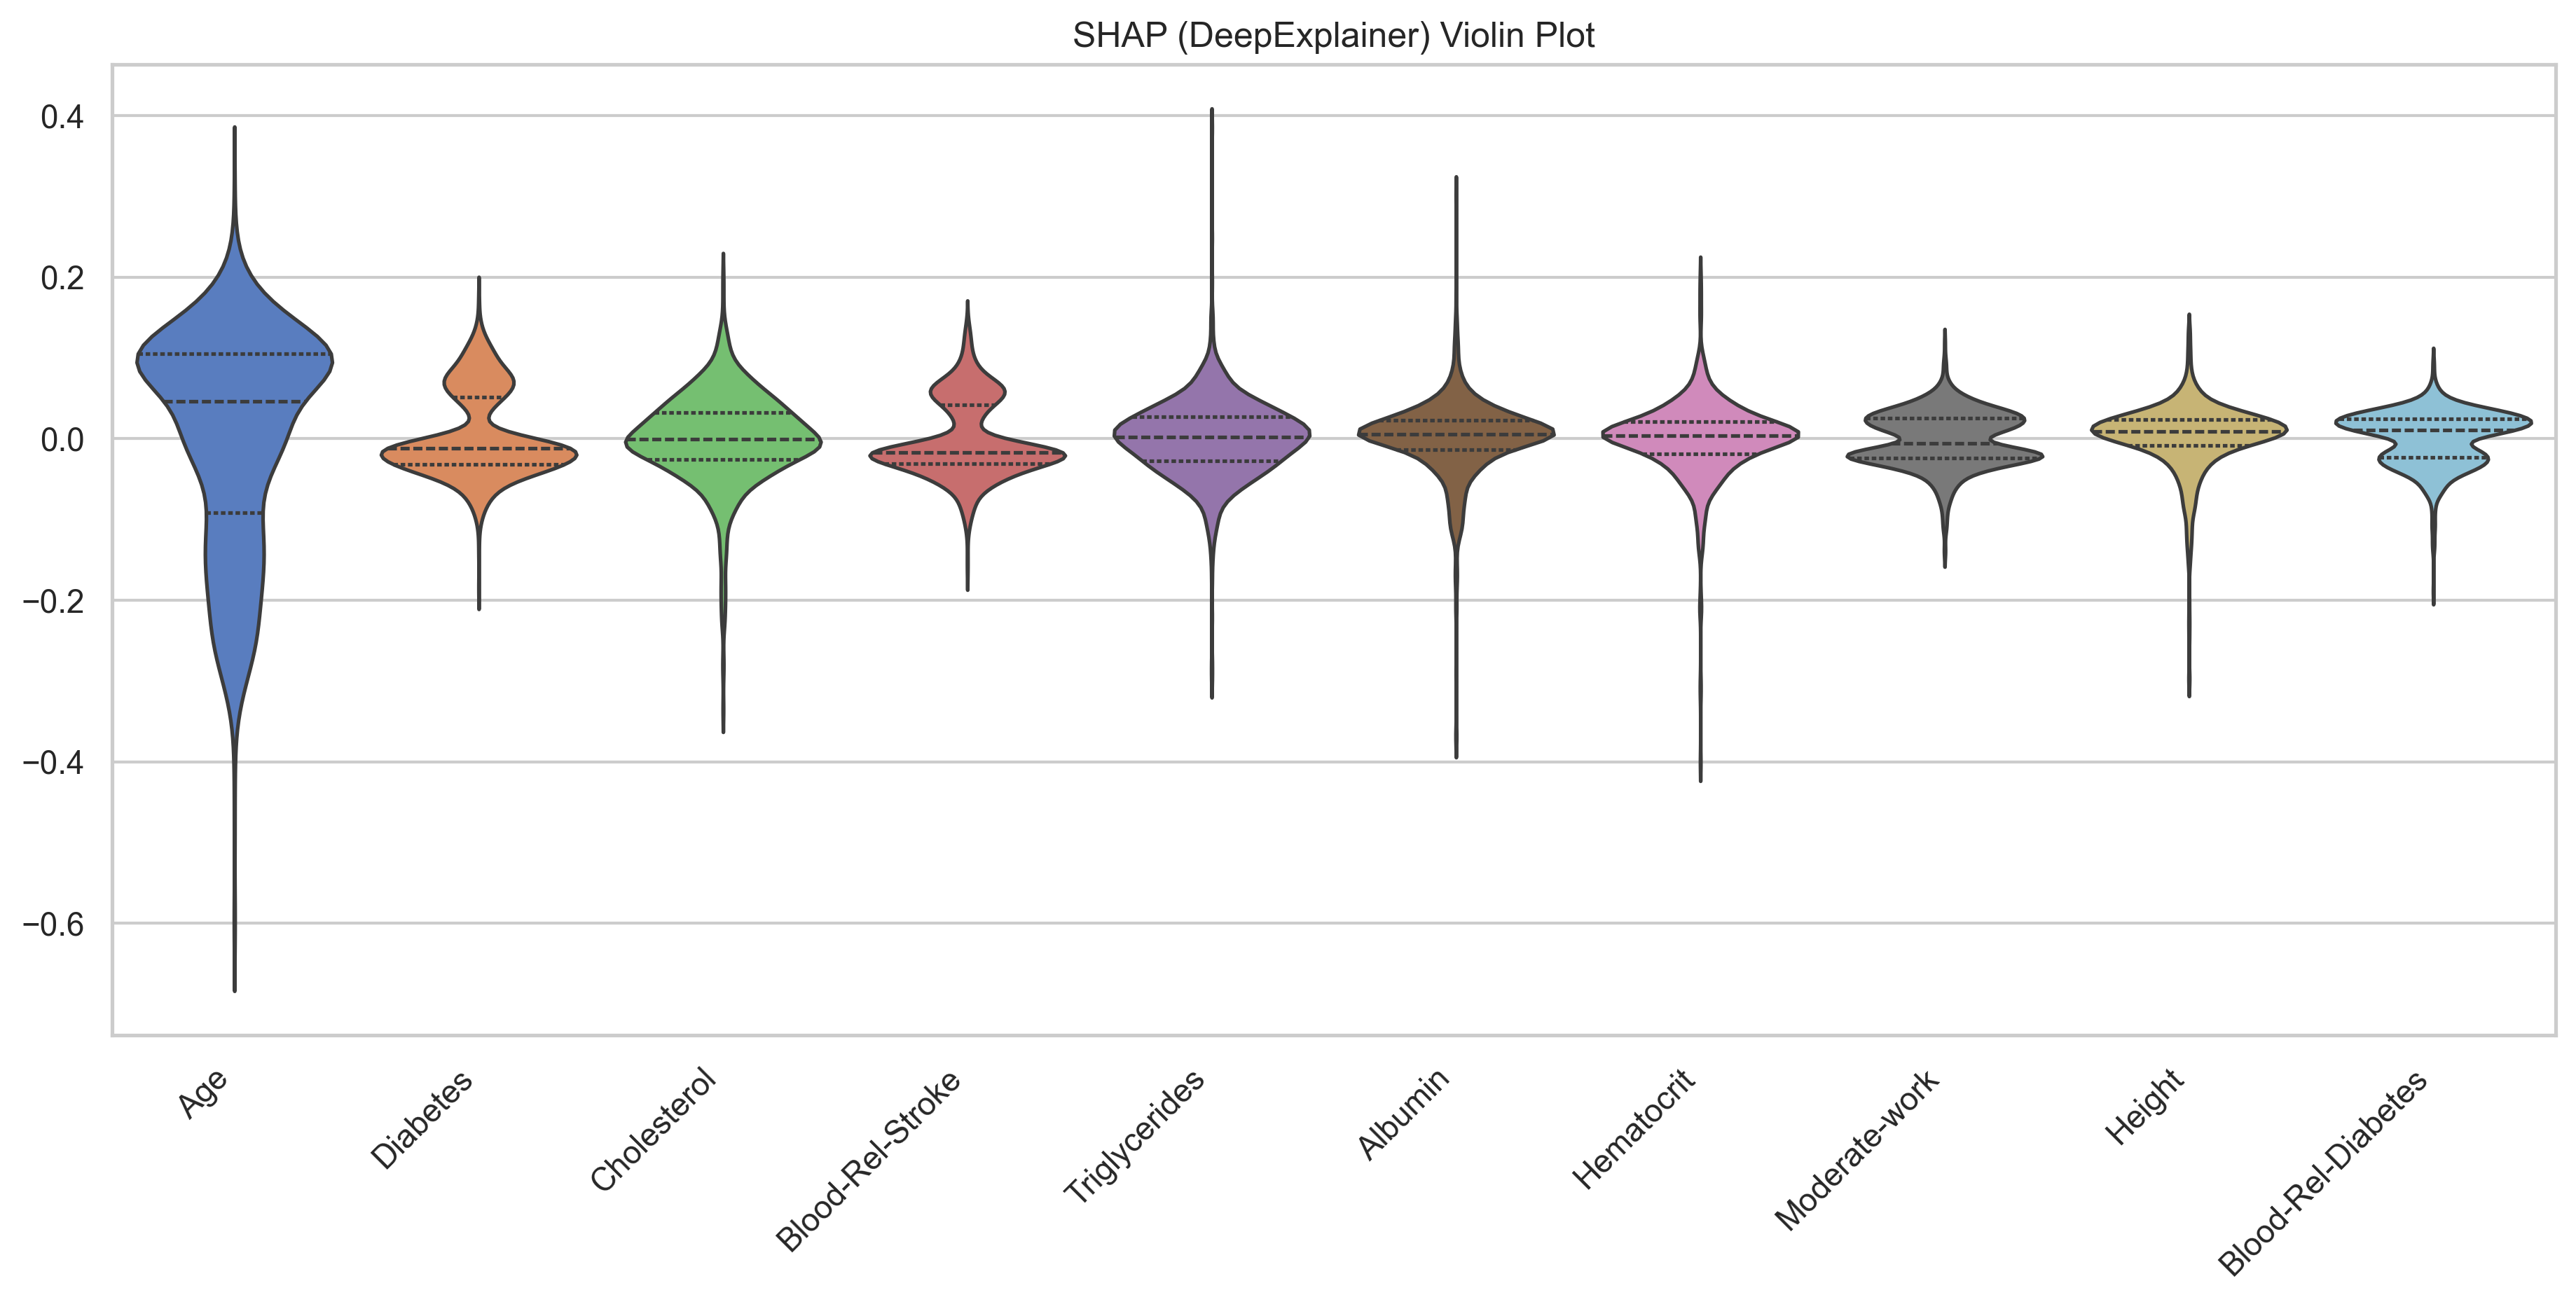 SHAP (DeepExplainer) Violin Plot
0.4
0.2
0.0
−0.2
−0.4
−0.6
Age
Diabetes
Cholesterol
Blood-Rel-Stroke
Triglycerides
Albumin
Hematocrit
Moderate-work
Height
Blood-Rel-Diabetes